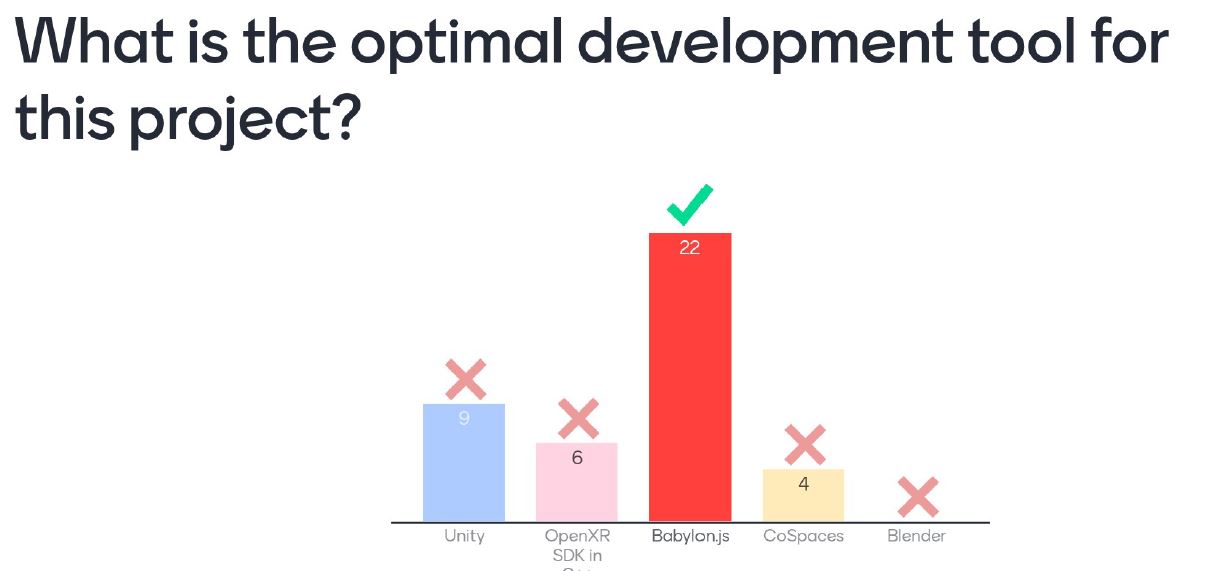 What is the optimal development tool for
this project?
22
9
6
4
Unity
OpenXR
SDK in
Babylon.js
CoSpaces
Blender